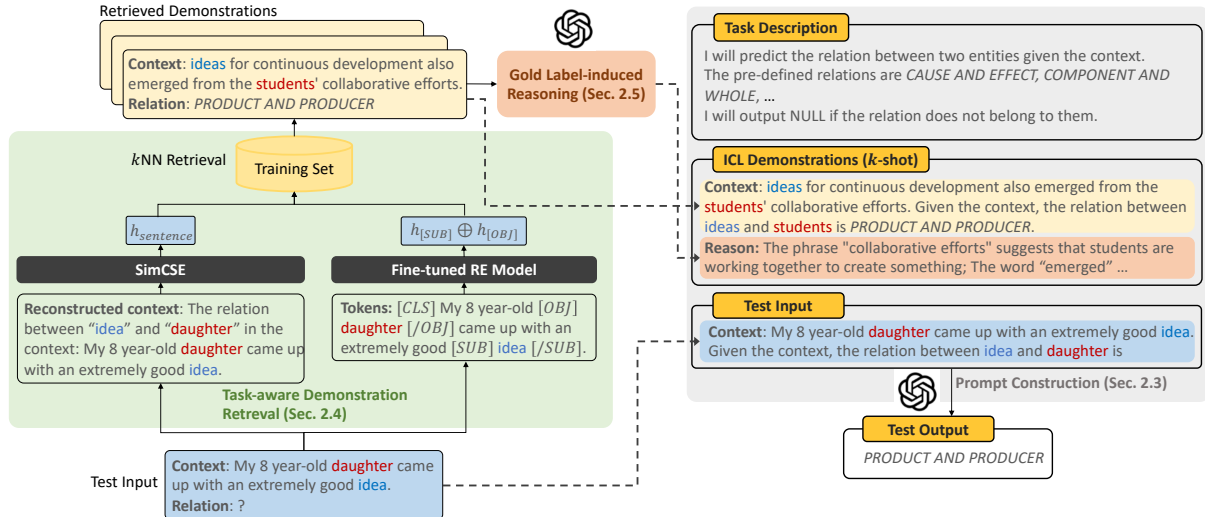 Retrieved Demonstrations
Context: ideas for continuous development also
emerged from the students' collaborative efforts.
Relation: PRODUCT AND PRODUCER
Gold Label-induced
Reasoning (Sec. 2.5)
kNN Retrieval
Training Set
h_sentence
h_[SUB] ⊕ h_[OBJ]
SimCSE
Fine-tuned RE Model
Reconstructed context: The relation
between “idea” and “daughter” in the
context: My 8 year-old daughter came up
with an extremely good idea.
Tokens: [CLS] My 8 year-old [OBJ]
daughter [/OBJ] came up with an
extremely good [SUB] idea [/SUB].
Task-aware Demonstration
Retreval (Sec. 2.4)
Test Input
Context: My 8 year-old daughter came
up with an extremely good idea.
Relation: ?
Task Description
I will predict the relation between two entities given the context.
The pre-defined relations are CAUSE AND EFFECT, COMPONENT AND
WHOLE, ...
I will output NULL if the relation does not belong to them.
ICL Demonstrations (k-shot)
Context: ideas for continuous development also emerged from the
students' collaborative efforts. Given the context, the relation between
ideas and students is PRODUCT AND PRODUCER.
Reason: The phrase "collaborative efforts" suggests that students are
working together to create something; The word “emerged” ...
Test Input
Context: My 8 year-old daughter came up with an extremely good idea.
Given the context, the relation between idea and daughter is
Prompt Construction (Sec. 2.3)
Test Output
PRODUCT AND PRODUCER